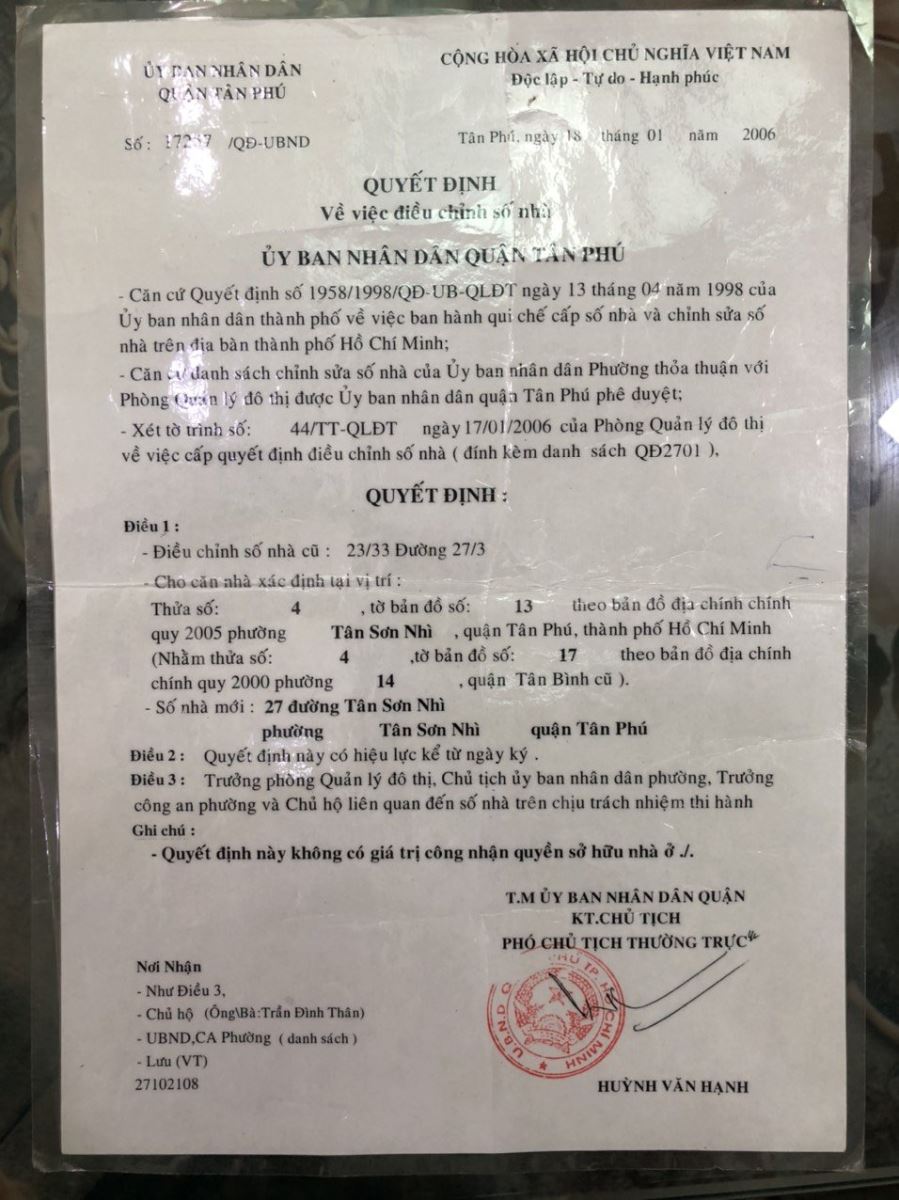 ỦY BAN NHÂN DÂN
QUẬN TÂN PHÚ
CỘNG HÒA XÃ HỘI CHỦ NGHĨA VIỆT NAM
Độc lập - Tự do - Hạnh phúc
Số : /QĐ-UBND
Tân Phú, ngày 18 tháng 01 năm 2006
QUYẾT ĐỊNH
Về việc điều chỉnh số nhà
ỦY BAN NHÂN DÂN QUẬN TÂN PHÚ
- Căn cứ Quyết định số 1958/1998/QĐ-UB-QLĐT ngày 13 tháng 04 năm 1998 của
Ủy ban nhân dân thành phố về việc ban hành qui chế cấp số nhà và chỉnh sửa số
nhà trên địa bàn thành phố Hồ Chí Minh;
- Căn cứ danh sách chỉnh sửa số nhà của Ủy ban nhân dân Phường thỏa thuận với
Phòng Quản lý đô thị được Ủy ban nhân dân quận Tân Phú phê duyệt;
- Xét tờ trình số: 44/TT-QLĐT ngày 17/01/2006 của Phòng Quản lý đô thị
về việc cấp quyết định điều chỉnh số nhà ( đính kèm danh sách QĐ2701 ),
QUYẾT ĐỊNH :
Điều 1 :
- Điều chỉnh số nhà cũ : 23/33 Đường 27/3
- Cho căn nhà xác định tại vị trí :
Thửa số: 4 , tờ bản đồ số: 13 theo bản đồ địa chính chính
quy 2005 phường Tân Sơn Nhì , quận Tân Phú, thành phố Hồ Chí Minh
(Nhằm thửa số: 4 ,tờ bản đồ số: 17 theo bản đồ địa chính
chính quy 2000 phường 14 , quận Tân Bình cũ ).
- Số nhà mới : 27 đường Tân Sơn Nhì
phường Tân Sơn Nhì quận Tân Phú
Điều 2 : Quyết định này có hiệu lực kể từ ngày ký .
Điều 3 : Trưởng phòng Quản lý đô thị, Chủ tịch ủy ban nhân dân phường, Trưởng
công an phường và Chủ hộ liên quan đến số nhà trên chịu trách nhiệm thi hành
Ghi chú :
- Quyết định này không có giá trị công nhận quyền sở hữu nhà ở ./.
T.M ỦY BAN NHÂN DÂN QUẬN
KT.CHỦ TỊCH
PHÓ CHỦ TỊCH THƯỜNG TRỰC
Nơi Nhận
- Như Điều 3,
- Chủ hộ (Ông\Bà:Trần Đình Thân)
- UBND,CA Phường ( danh sách )
- Lưu (VT)
27102108
HUỲNH VĂN HẠNH